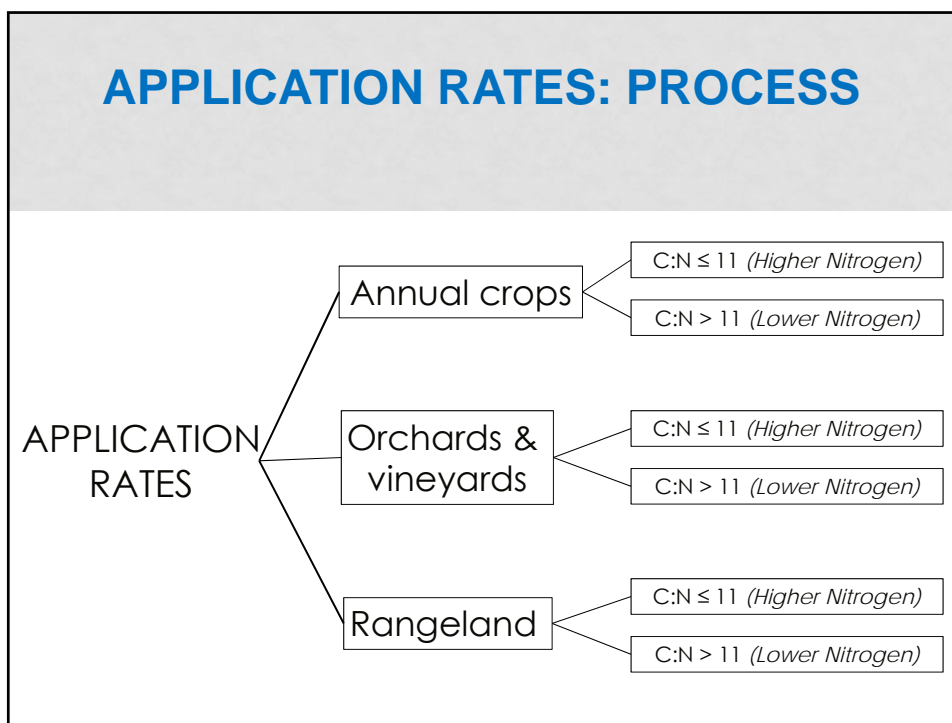 APPLICATION RATES: PROCESS
APPLICATION
RATES
Annual crops
C:N ≤ 11 (Higher Nitrogen)
C:N > 11 (Lower Nitrogen)
Orchards &
vineyards
C:N ≤ 11 (Higher Nitrogen)
C:N > 11 (Lower Nitrogen)
Rangeland
C:N ≤ 11 (Higher Nitrogen)
C:N > 11 (Lower Nitrogen)